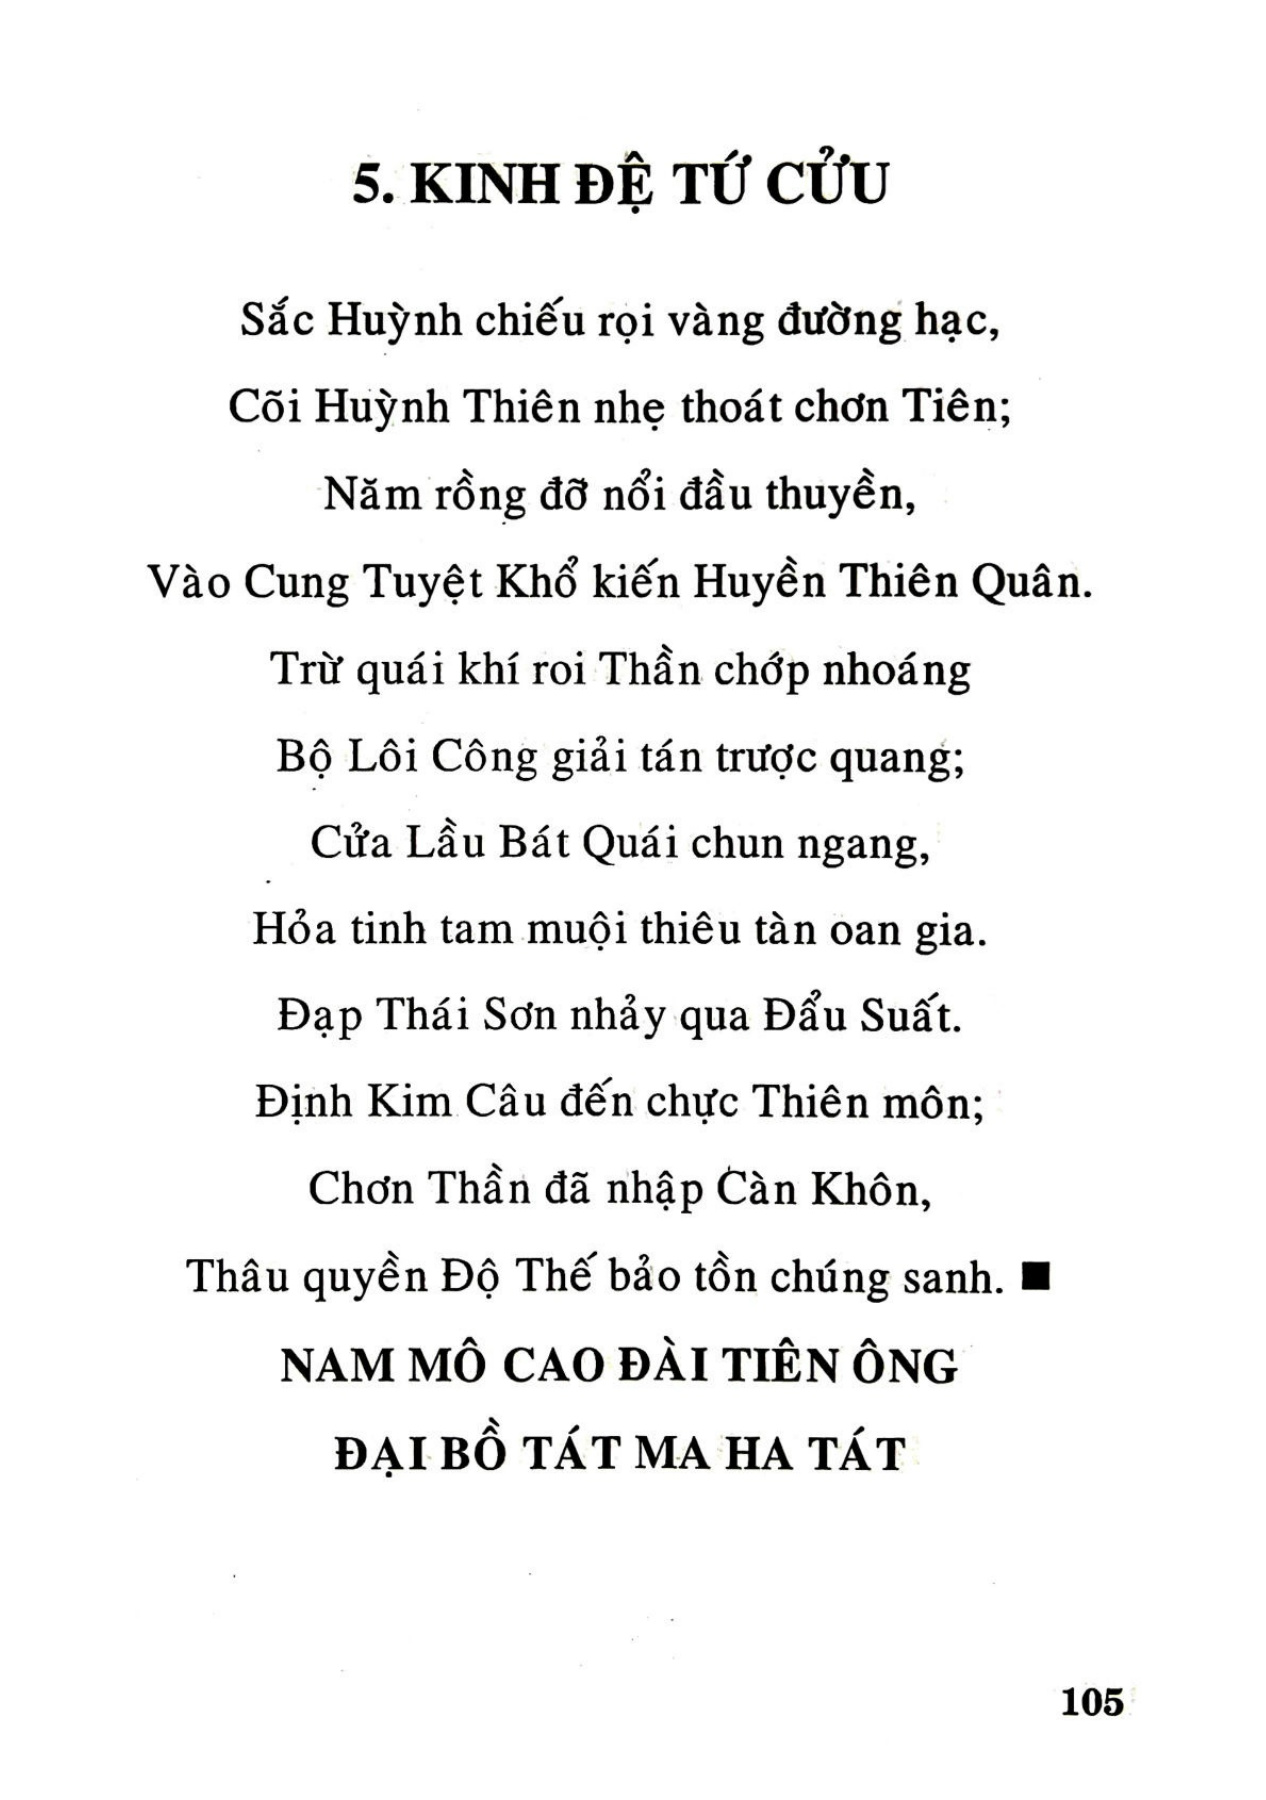 5. KINH ĐỆ TỨ CỬU
Sắc Huỳnh chiếu rọi vàng đường hạc,
Cõi Huỳnh Thiên nhẹ thoát chơn Tiên;
Năm rồng đỡ nổi đầu thuyền,
Vào Cung Tuyệt Khổ kiến Huyền Thiên Quân.
Trừ quái khí roi Thần chớp nhoáng
Bộ Lôi Công giải tán trược quang;
Cửa Lầu Bát Quái chun ngang,
Hỏa tinh tam muội thiêu tàn oan gia.
Đạp Thái Sơn nhảy qua Đẩu Suất.
Định Kim Câu đến chực Thiên môn;
Chơn Thần đã nhập Càn Khôn,
Thâu quyền Độ Thế bảo tồn chúng sanh. ■
NAM MÔ CAO ĐÀI TIÊN ÔNG
ĐẠI BỒ TÁT MA HA TÁT
105